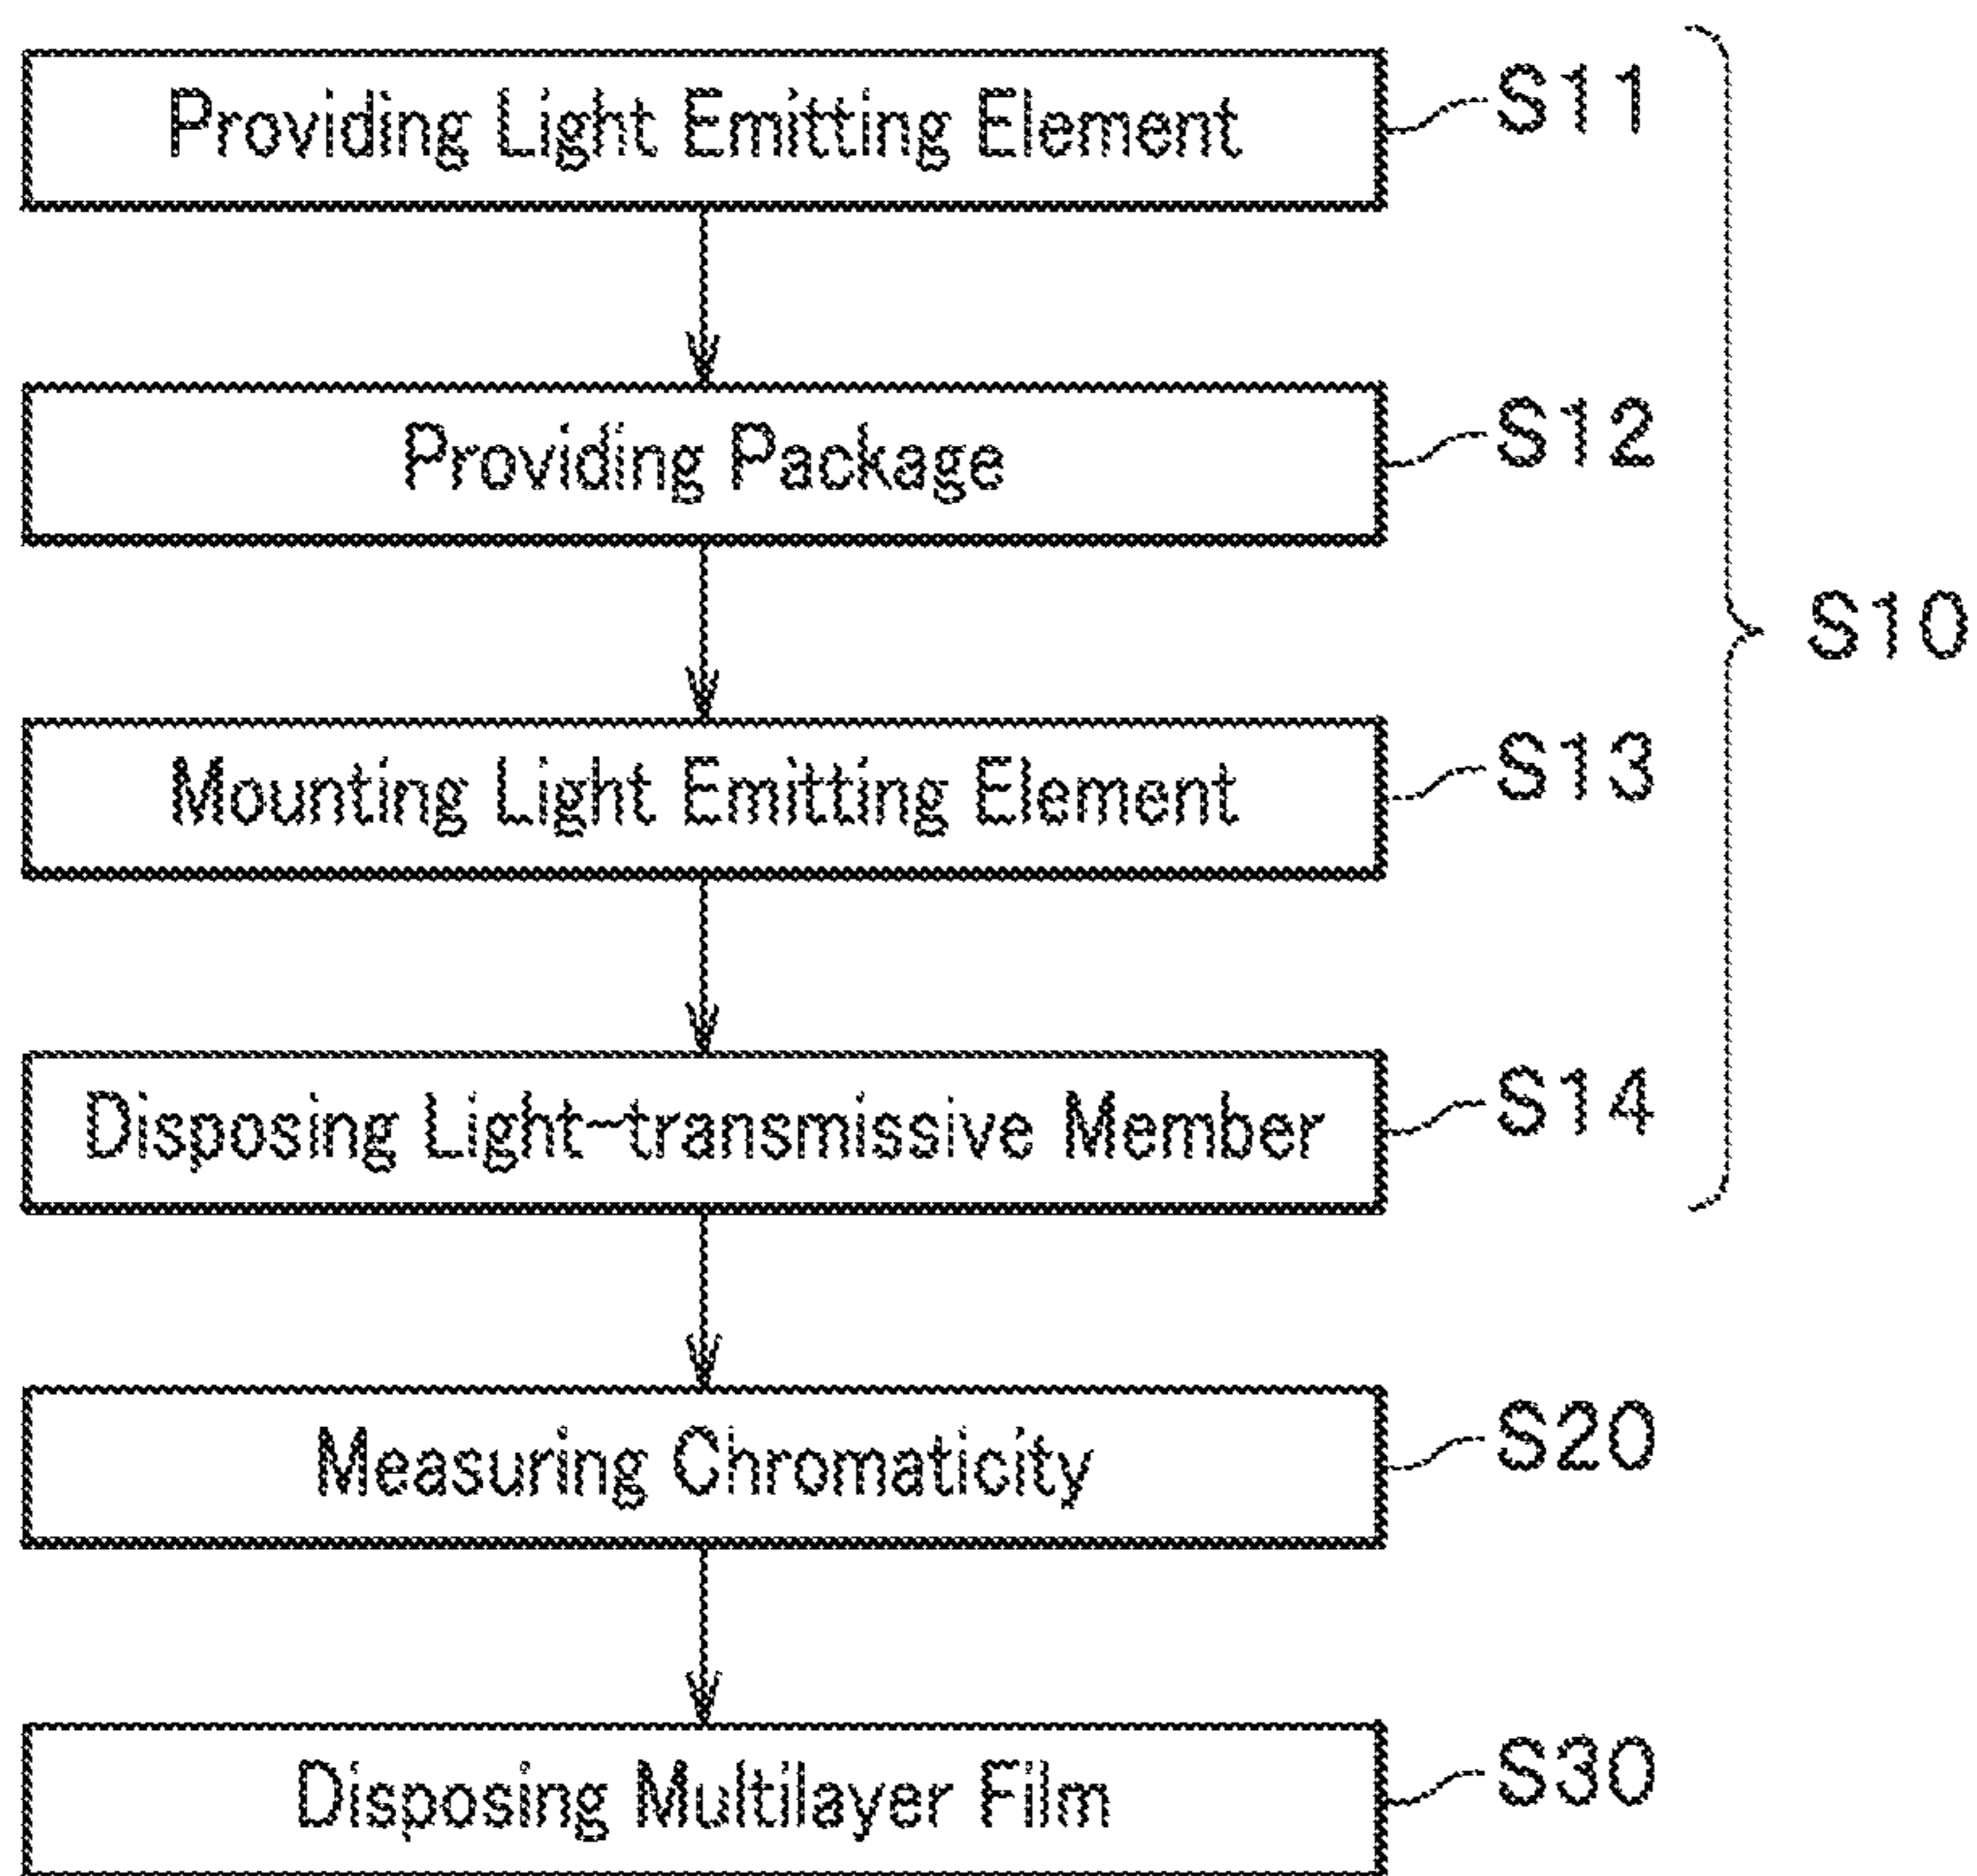 Providing Light Emitting Element S11
Providing Package S12
S10
Mounting Light Emitting Element S13
Disposing Light-transmissive Member S14
Measuring Chromaticity S20
Disposing Multilayer Film S30